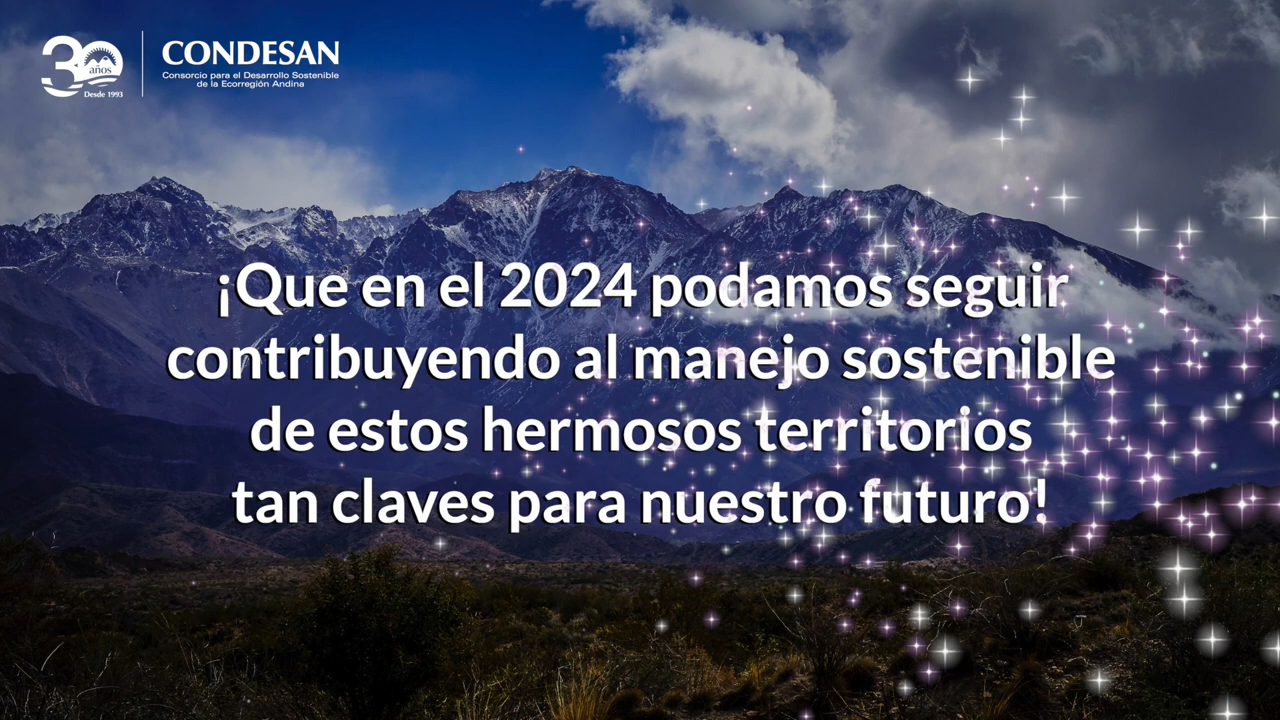 30
años
Desde 1993
CONDESAN
Consorcio para el Desarrollo Sostenible
de la Ecorregión Andina
¡Que en el 2024 podamos seguir
contribuyendo al manejo sostenible
de estos hermosos territorios
tan claves para nuestro futuro!